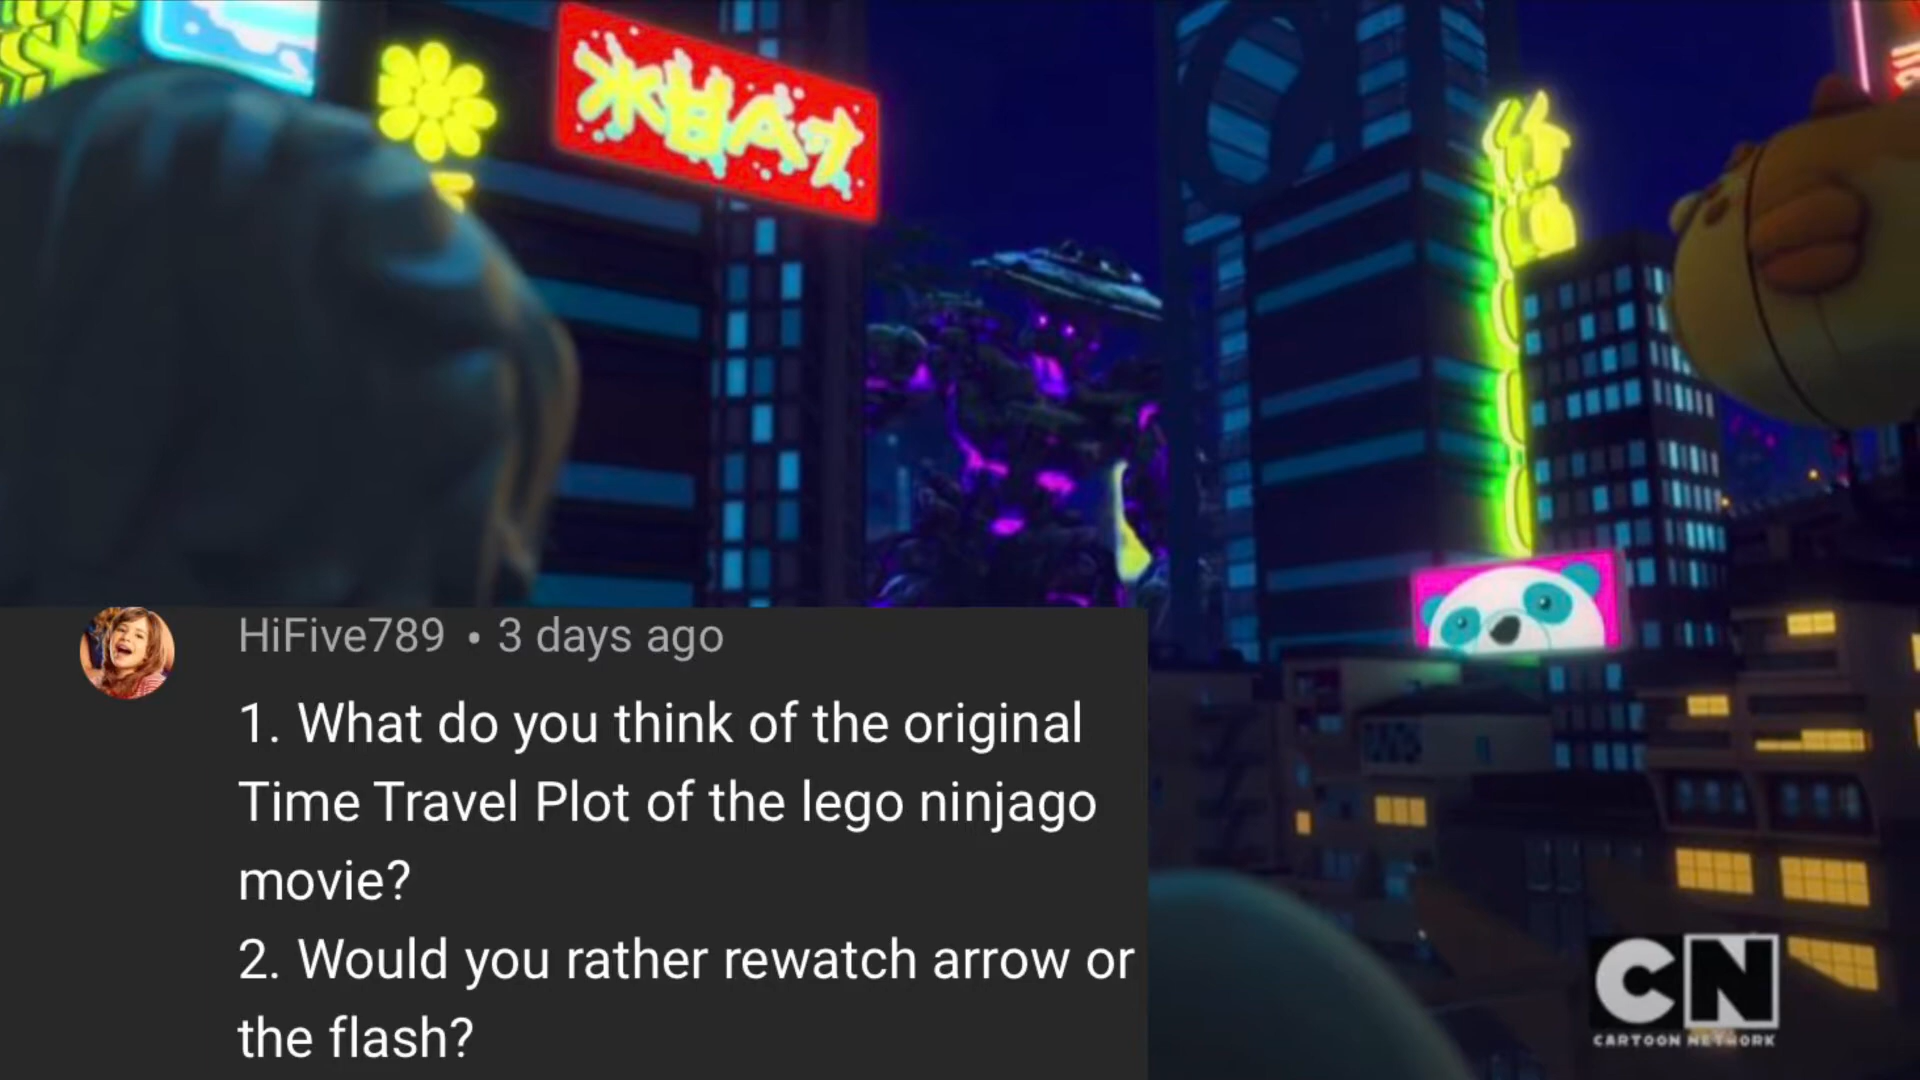 HiFive789 • 3 days ago
1. What do you think of the original
Time Travel Plot of the lego ninjago
movie?
2. Would you rather rewatch arrow or
the flash?
CN
CARTOON NETWORK